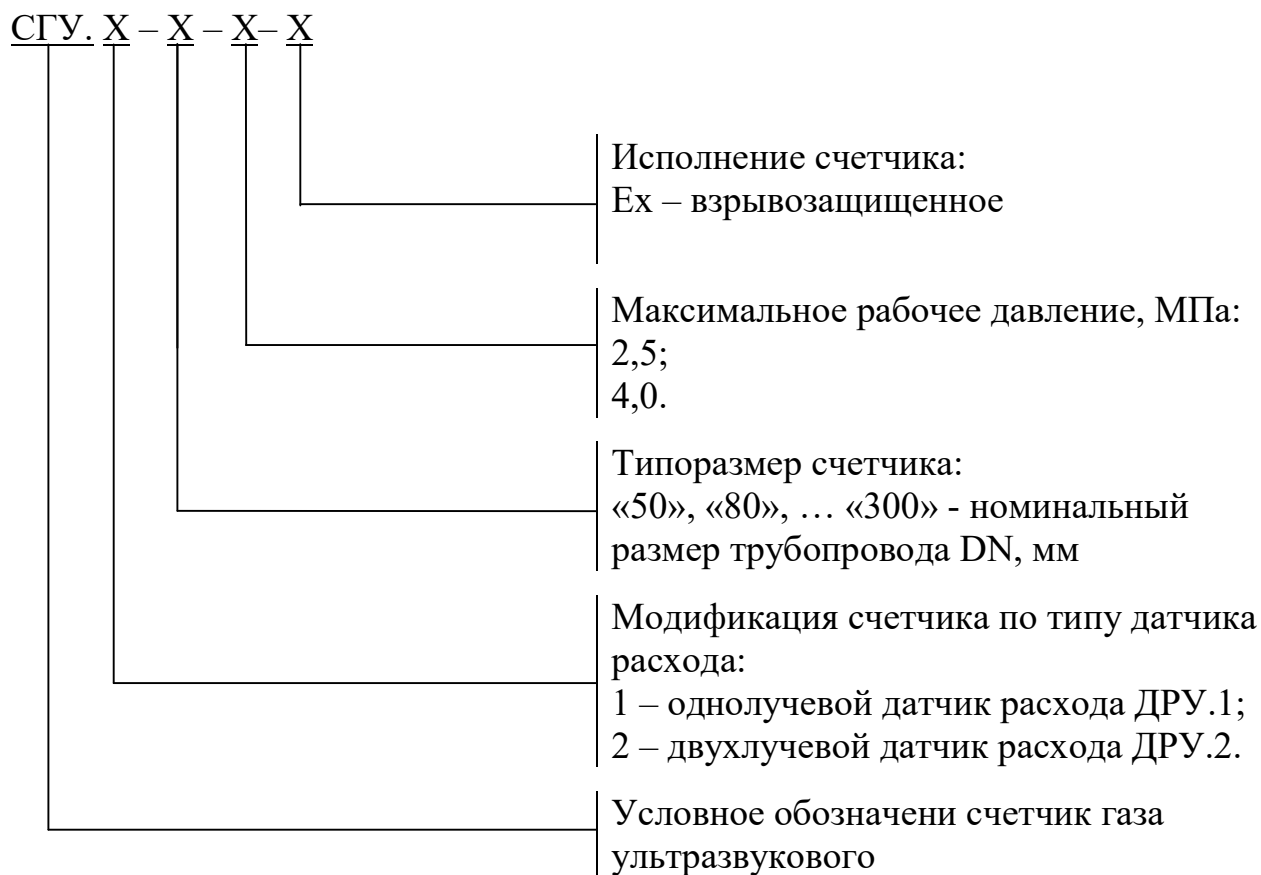 СГУ. Х – Х – Х– Х
Исполнение счетчика:
Ех – взрывозащищенное
Максимальное рабочее давление, МПа:
2,5;
4,0.
Типоразмер счетчика:
«50», «80», … «300» - номинальный
размер трубопровода DN, мм
Модификация счетчика по типу датчика
расхода:
1 – однолучевой датчик расхода ДРУ.1;
2 – двухлучевой датчик расхода ДРУ.2.
Условное обозначени счетчик газа
ультразвукового